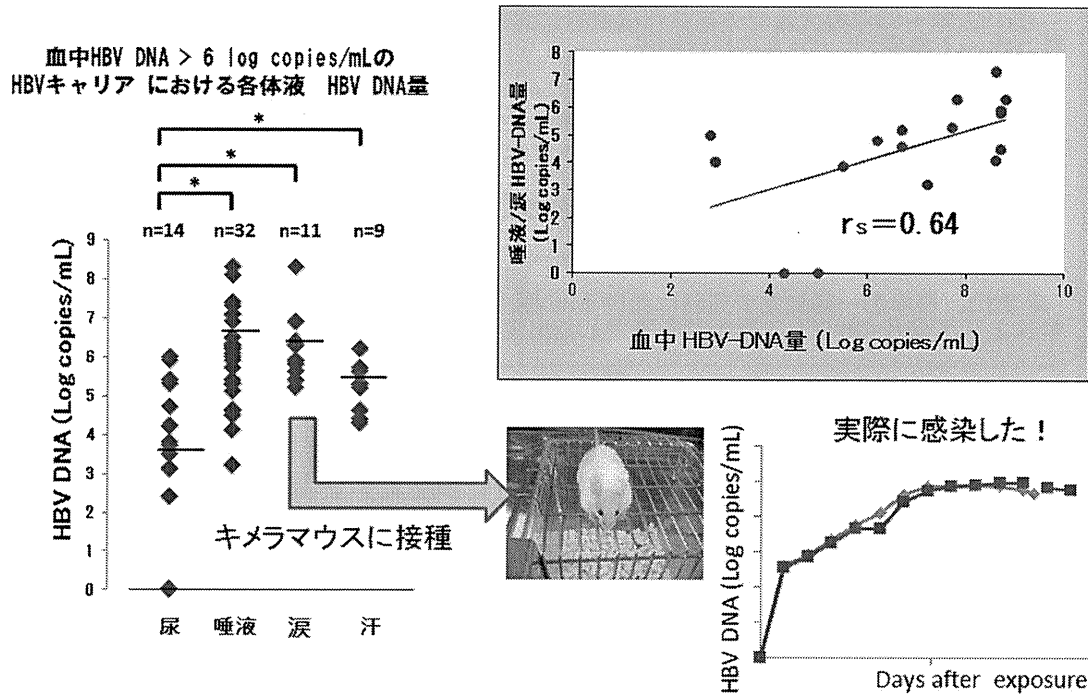 血中HBV DNA > 6 log copies/mLの
HBVキャリア における各体液 HBV DNA量
*
*
*
n=14 n=32 n=11 n=9
HBV DNA (Log copies/mL)
9
8
7
6
5
4
3
2
1
0
尿 唾液 涙 汗
キメラマウスに接種
唾液/涙 HBV-DNA量
(Log copies/mL)
8
7
6
5
4
3
2
1
0
rs=0.64
0 2 4 6 8 10
血中 HBV-DNA量 (Log copies/mL)
実際に感染した！
HBV DNA (Log copies/mL)
Days after exposure